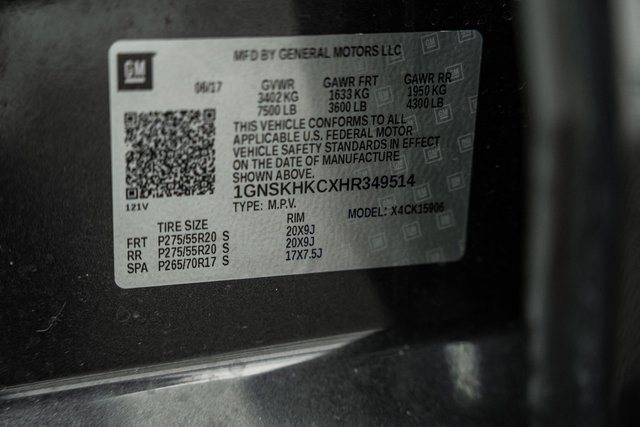 GM
MFD BY GENERAL MOTORS LLC
06/17 GVWR GAWR FRT GAWR RR
3402 KG 1633 KG 1950 KG
7500 LB 3600 LB 4300 LB
THIS VEHICLE CONFORMS TO ALL
APPLICABLE U.S. FEDERAL MOTOR
VEHICLE SAFETY STANDARDS IN EFFECT
ON THE DATE OF MANUFACTURE
SHOWN ABOVE.
1GNSKHKCXHR349514
121V
TYPE: M.P.V. MODEL: X4CK15906
TIRE SIZE RIM
FRT P275/55R20 S 20X9J
RR P275/55R20 S 20X9J
SPA P265/70R17 S 17X7.5J